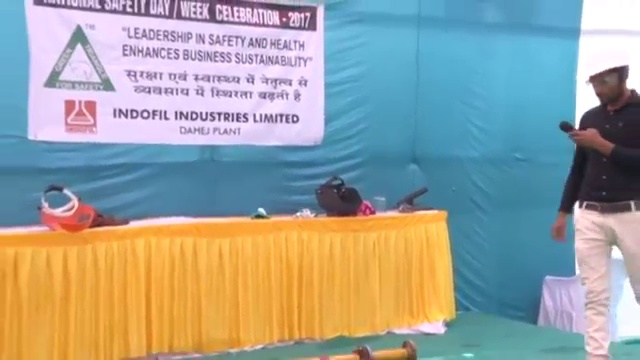 NATIONAL SAFETY DAY / WEEK CELEBRATION - 2017
"LEADERSHIP IN SAFETY AND HEALTH
ENHANCES BUSINESS SUSTAINABILITY"
सुरक्षा एवं स्वास्थ्य में नेतृत्व से
व्यवसाय में स्थिरता बढ़ती है
TM
FOR SAFETY
INDOFIL INDUSTRIES LIMITED
DAHEJ PLANT